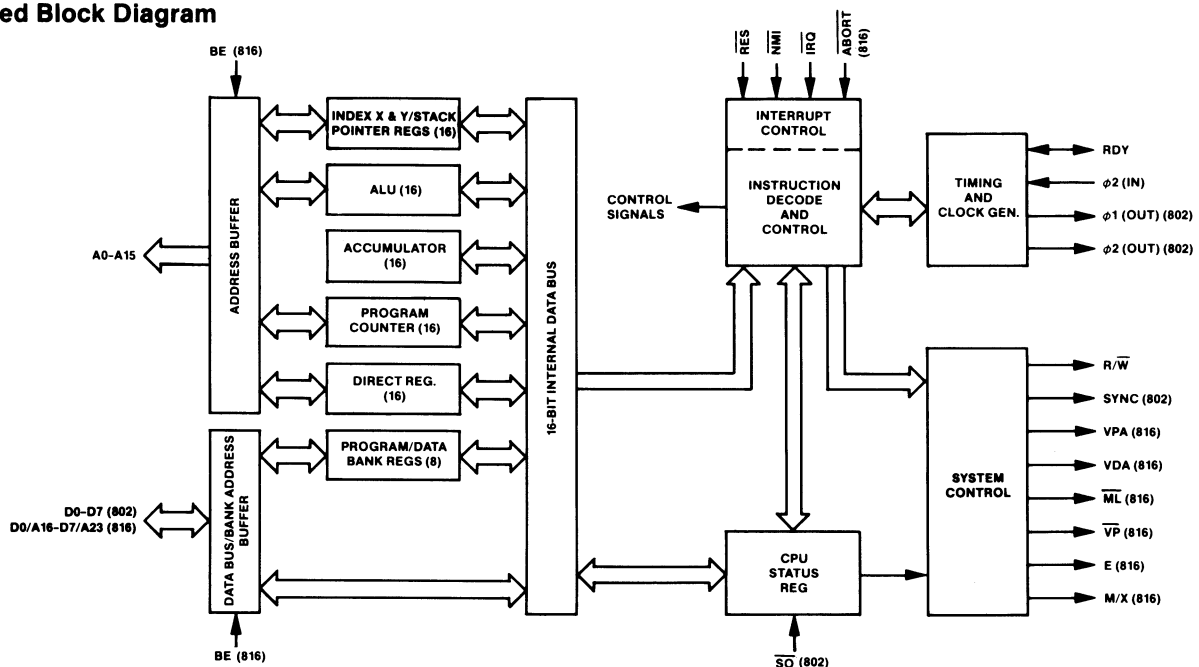 ed Block Diagram
BE (816)
RES
NMI
IRQ
ABORT
(816)
ADDRESS BUFFER
INDEX X & Y/STACK
POINTER REGS (16)
ALU (16)
ACCUMULATOR
(16)
PROGRAM
COUNTER (16)
DIRECT REG.
(16)
PROGRAM/DATA
BANK REGS (8)
A0–A15
D0–D7 (802)
D0/A16–D7/A23 (816)
DATA BUS/BANK ADDRESS
BUFFER
BE (816)
16-BIT INTERNAL DATA BUS
INTERRUPT
CONTROL
INSTRUCTION
DECODE
AND
CONTROL
CONTROL
SIGNALS
TIMING
AND
CLOCK GEN.
RDY
ϕ2 (IN)
ϕ1 (OUT) (802)
ϕ2 (OUT) (802)
SYSTEM
CONTROL
R/W
SYNC (802)
VPA (816)
VDA (816)
ML (816)
VP (816)
E (816)
M/X (816)
CPU
STATUS
REG
SO (802)